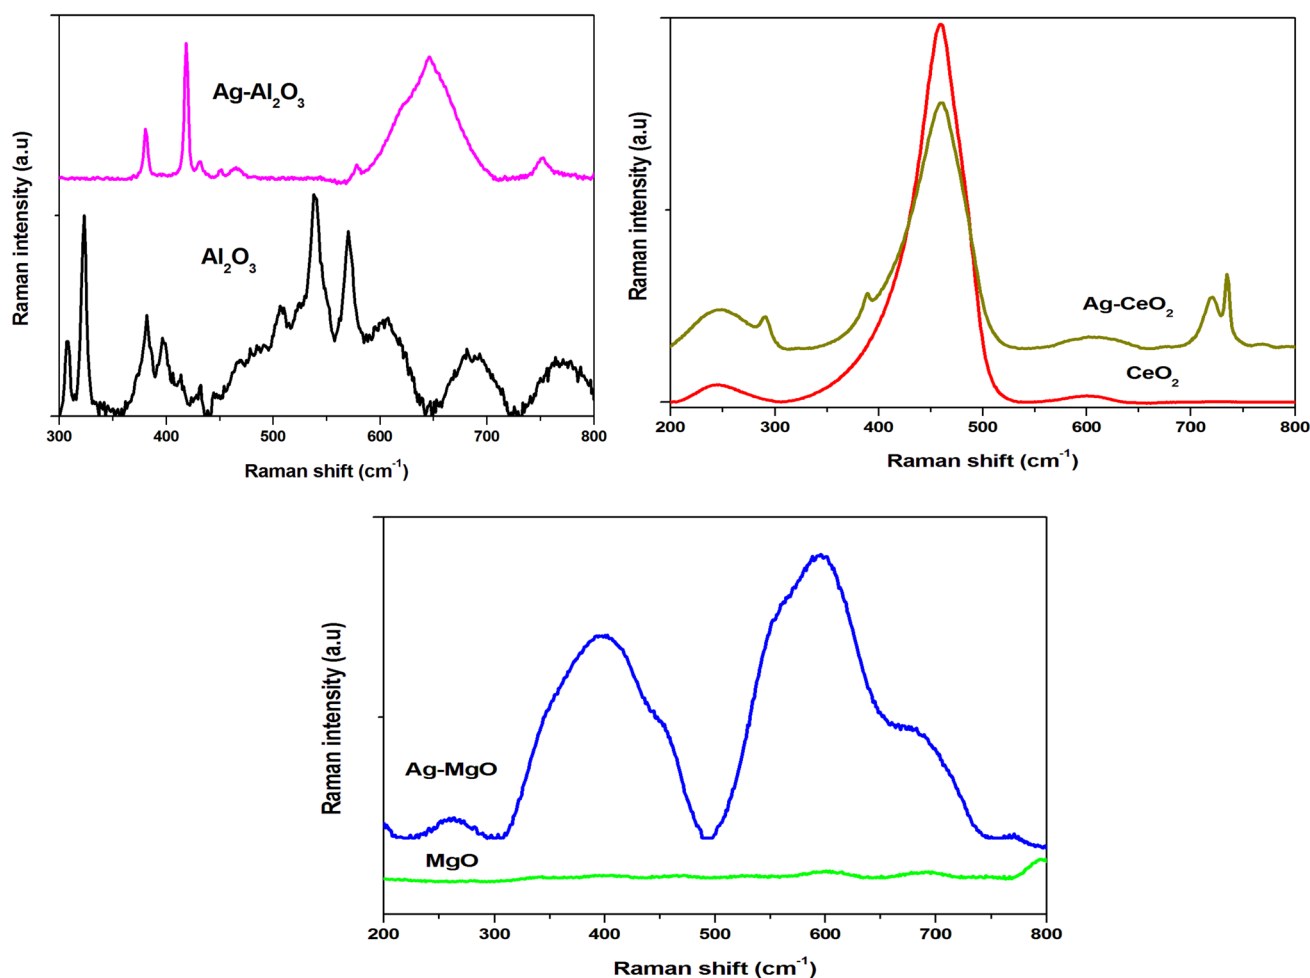 Raman intensity (a.u)
Ag-Al₂O₃
Al₂O₃
300 400 500 600 700 800
Raman shift (cm⁻¹)
Raman intensity (a.u)
Ag-CeO₂
CeO₂
200 300 400 500 600 700 800
Raman shift (cm⁻¹)
Raman intensity (a.u)
Ag-MgO
MgO
200 300 400 500 600 700 800
Raman shift (cm⁻¹)